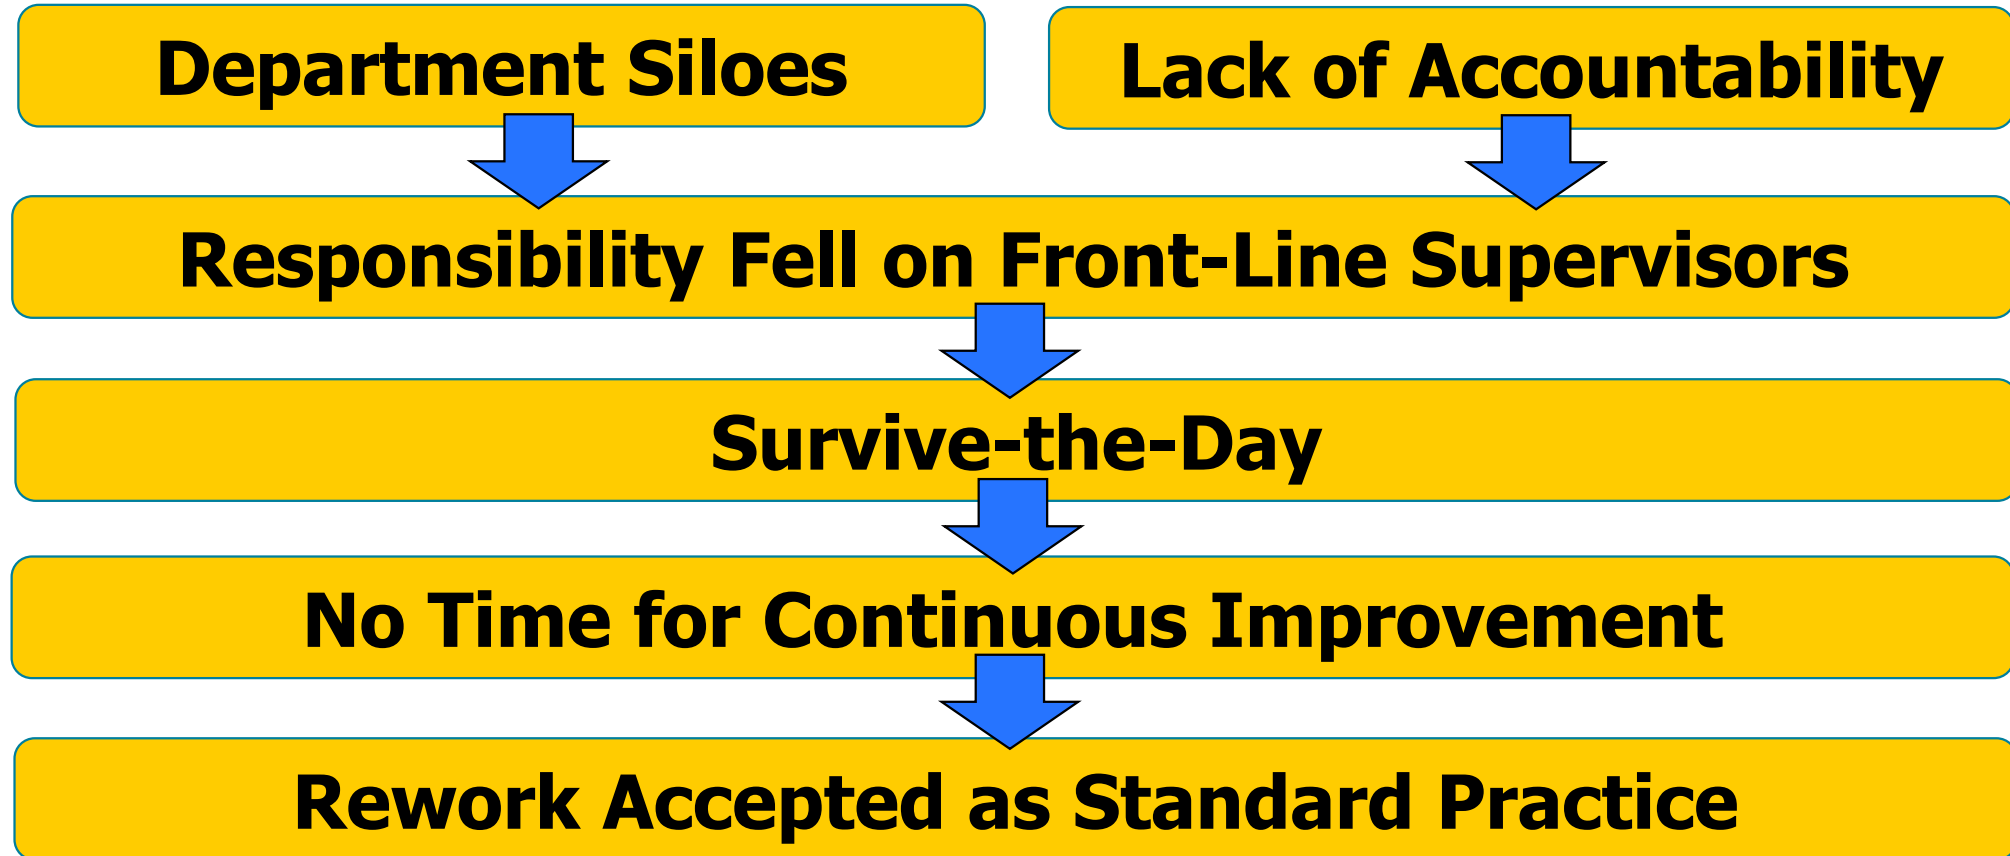 Department Siloes
Lack of Accountability
Responsibility Fell on Front-Line Supervisors
Survive-the-Day
No Time for Continuous Improvement
Rework Accepted as Standard Practice